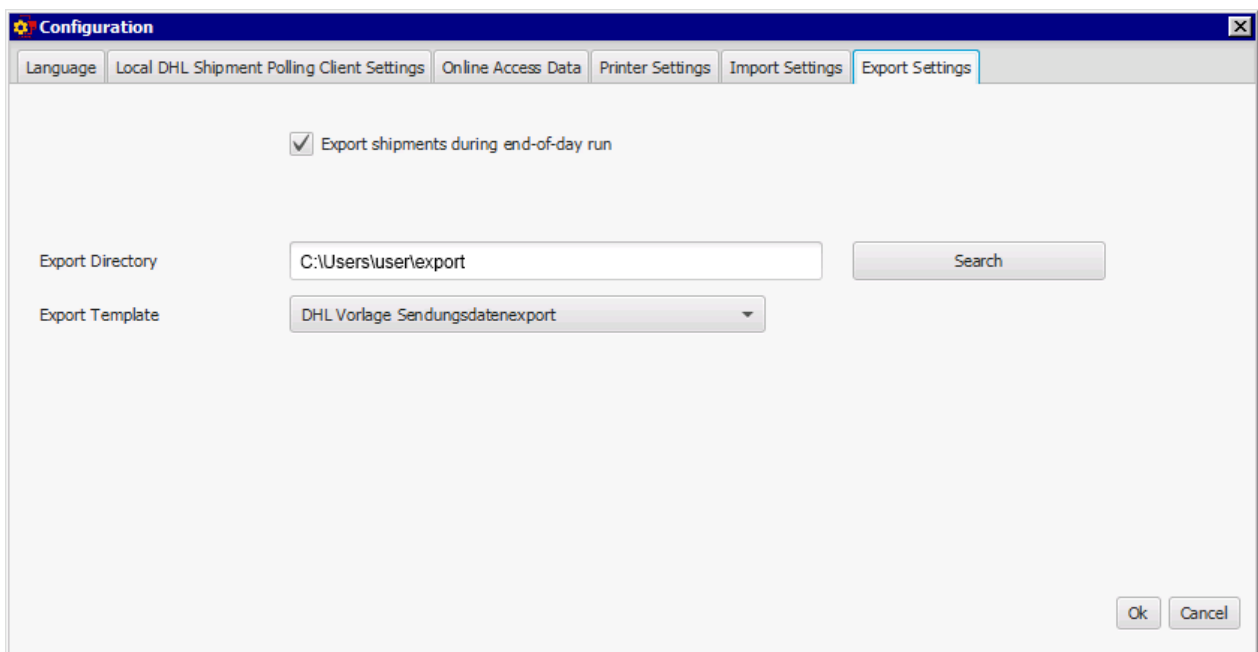 Configuration
Language Local DHL Shipment Polling Client Settings Online Access Data Printer Settings Import Settings Export Settings
Export shipments during end-of-day run
Export Directory C:\Users\user\export Search
Export Template DHL Vorlage Sendungsdatenexport
Ok Cancel